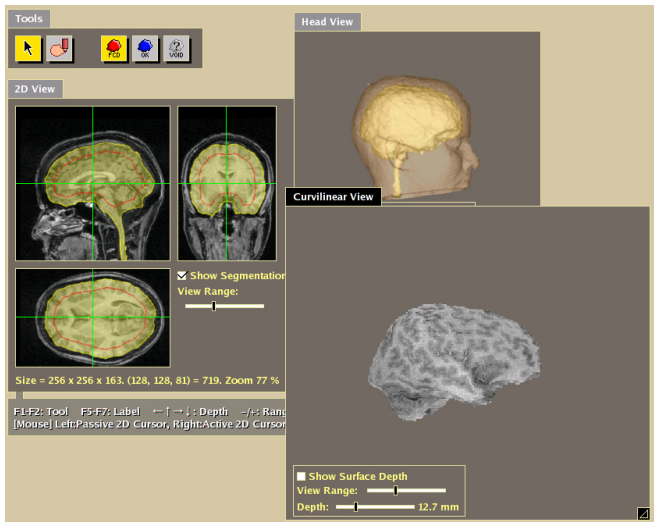 Tools
FCD
OK
VOID
Head View
2D View
Show Segmentation
View Range:
Size = 256 x 256 x 163. (128, 128, 81) = 719. Zoom 77 %
F1-F2: Tool F5-F7: Label ←↑→↓: Depth -/+: Rang
[Mouse] Left:Passive 2D Cursor, Right:Active 2D Cursor
Curvilinear View
Show Surface Depth
View Range:
Depth: 12.7 mm